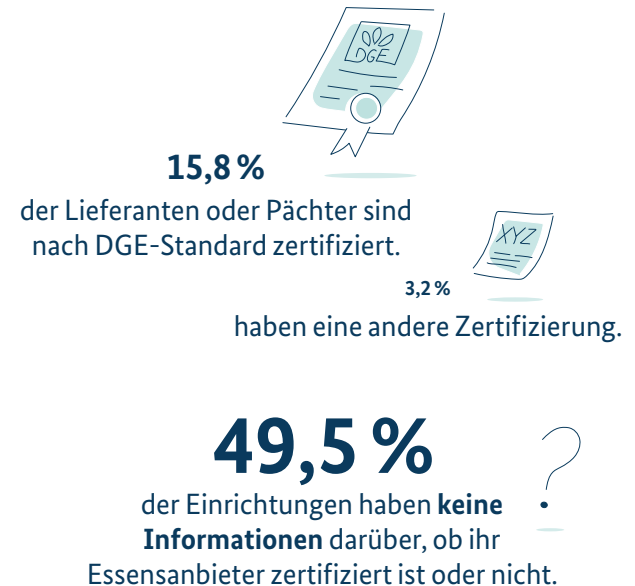 DGE
15,8 %
der Lieferanten oder Pächter sind
nach DGE-Standard zertifiziert.
XYZ
3,2 %
haben eine andere Zertifizierung.
49,5 %
?
der Einrichtungen haben keine
Informationen darüber, ob ihr
Essensanbieter zertifiziert ist oder nicht.